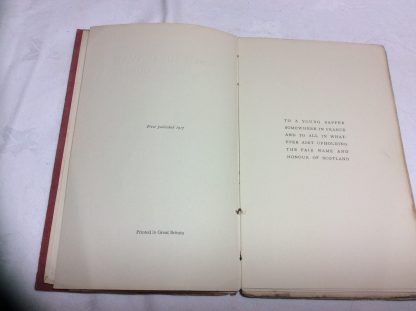 First published 1917
Printed in Great Britain
TO A YOUNG SAPPER
SOMEWHERE IN FRANCE
AND TO ALL IN WHAT-
EVER AIRT UPHOLDING
THE FAIR NAME AND
HONOUR OF SCOTLAND